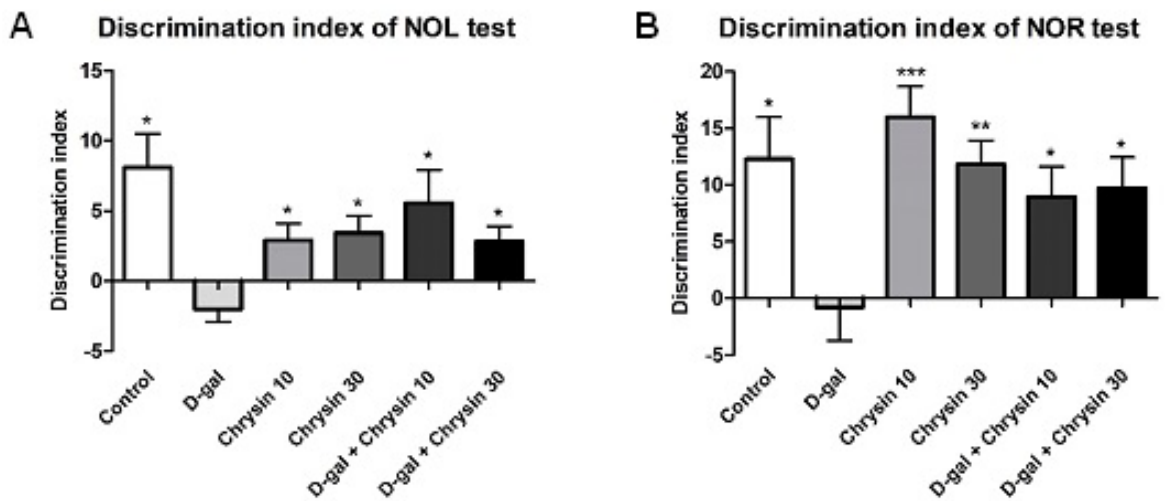 A
Discrimination index of NOL test
Discrimination index
15
10
5
0
-5
*
*
*
*
*
Control
D-gal
Chrysin 10
Chrysin 30
D-gal + Chrysin 10
D-gal + Chrysin 30
B
Discrimination index of NOR test
Discrimination index
20
15
10
5
0
-5
*
***
**
*
*
Control
D-gal
Chrysin 10
Chrysin 30
D-gal + Chrysin 10
D-gal + Chrysin 30